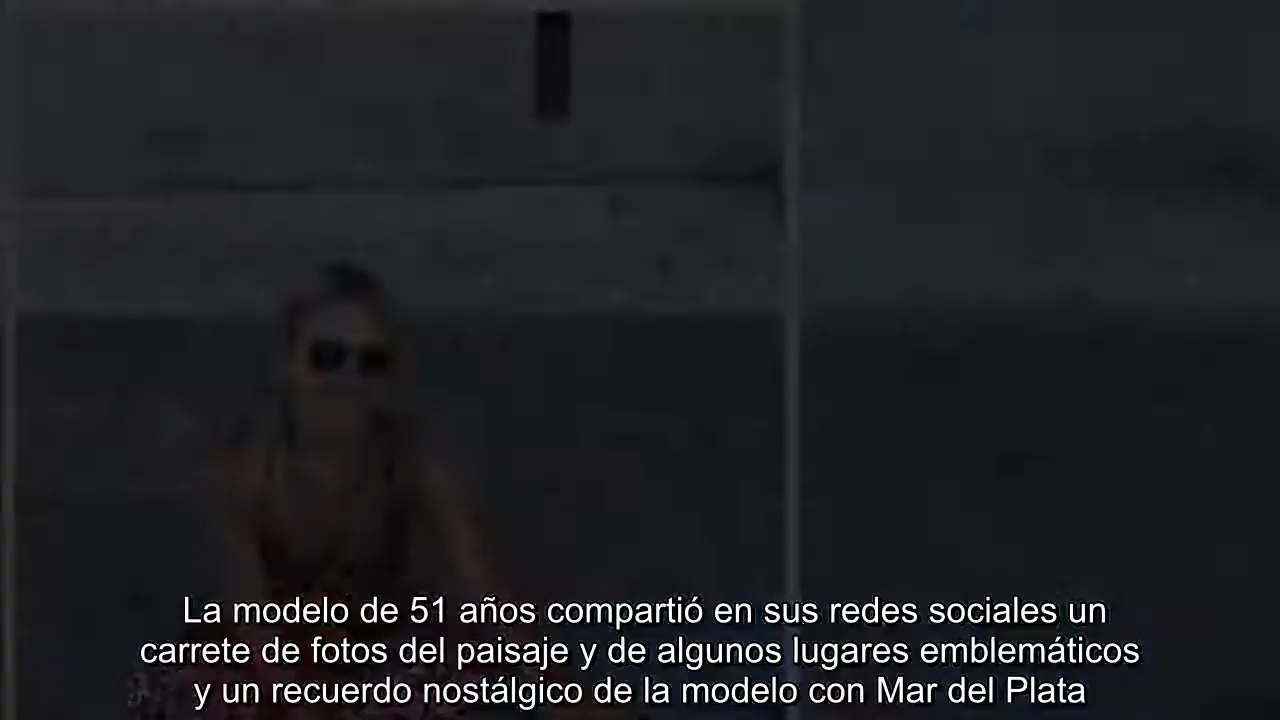 La modelo de 51 años compartió en sus redes sociales un
carrete de fotos del paisaje y de algunos lugares emblemáticos
y un recuerdo nostálgico de la modelo con Mar del Plata